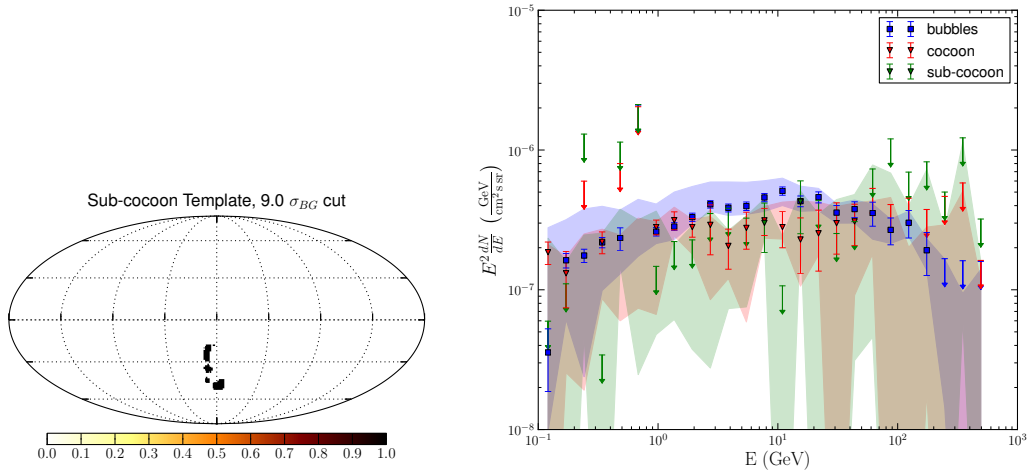 Sub-cocoon Template, 9.0 σ_BG cut
0.0 0.1 0.2 0.3 0.4 0.5 0.6 0.7 0.8 0.9 1.0
10^−5
10^−6
10^−7
10^−8
E^2 dN/dE (GeV / cm^2 s sr)
bubbles
cocoon
sub-cocoon
10^−1 10^0 10^1 10^2 10^3
E (GeV)